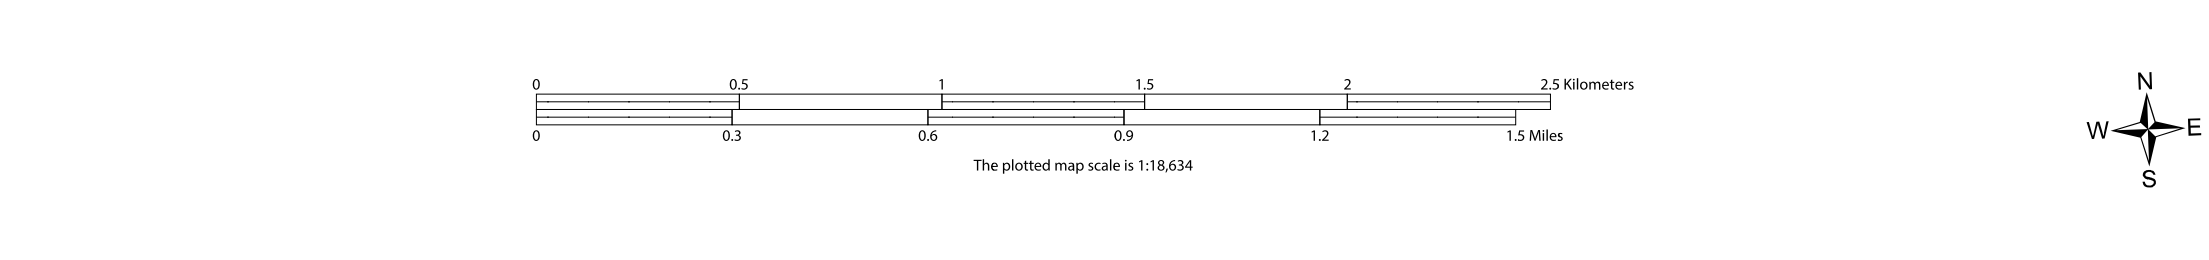 0 0.5 1 1.5 2 2.5 Kilometers
0 0.3 0.6 0.9 1.2 1.5 Miles
The plotted map scale is 1:18,634
N
W E
S